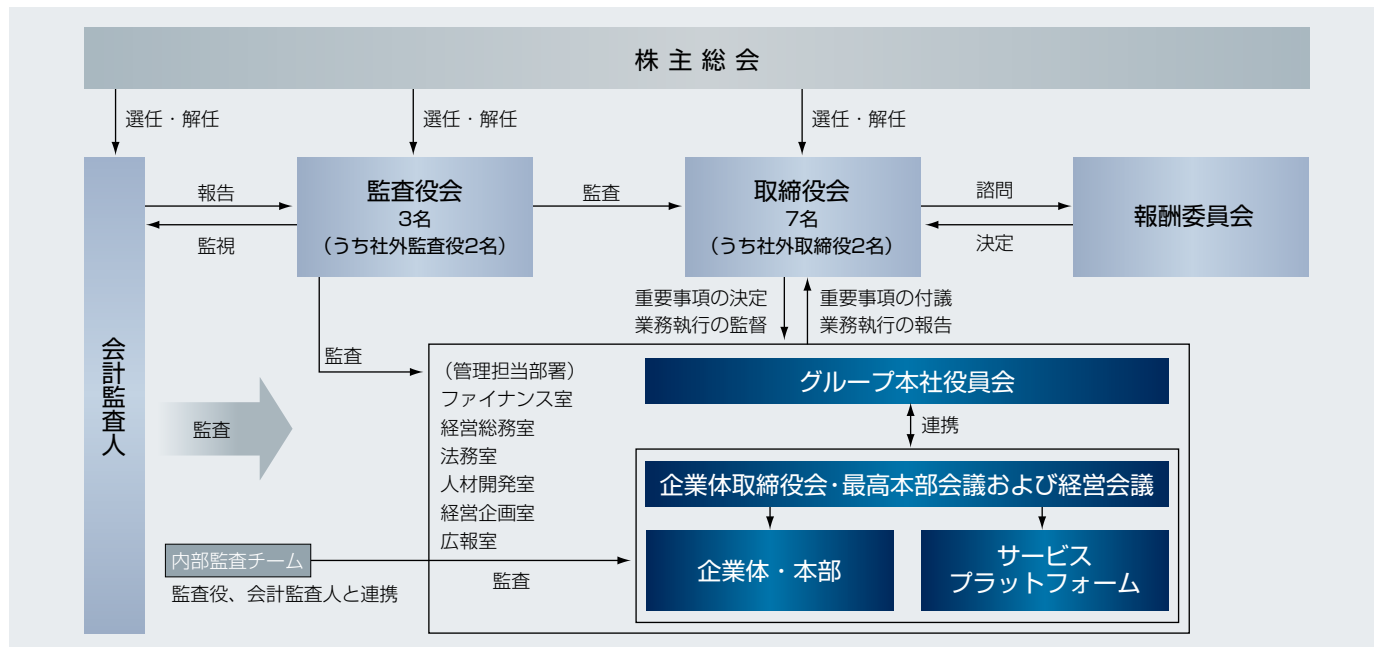 株主総会
選任・解任
選任・解任
選任・解任
会計監査人
報告
監視
監査役会
3名
(うち社外監査役2名)
監査
取締役会
7名
(うち社外取締役2名)
諮問
決定
報酬委員会
重要事項の決定
業務執行の監督
重要事項の付議
業務執行の報告
監査
監査
(管理担当部署)
ファイナンス室
経営総務室
法務室
人材開発室
経営企画室
広報室
グループ本社役員会
連携
企業体取締役会・最高本部会議および経営会議
企業体・本部
サービス
プラットフォーム
内部監査チーム
監査役、会計監査人と連携
監査